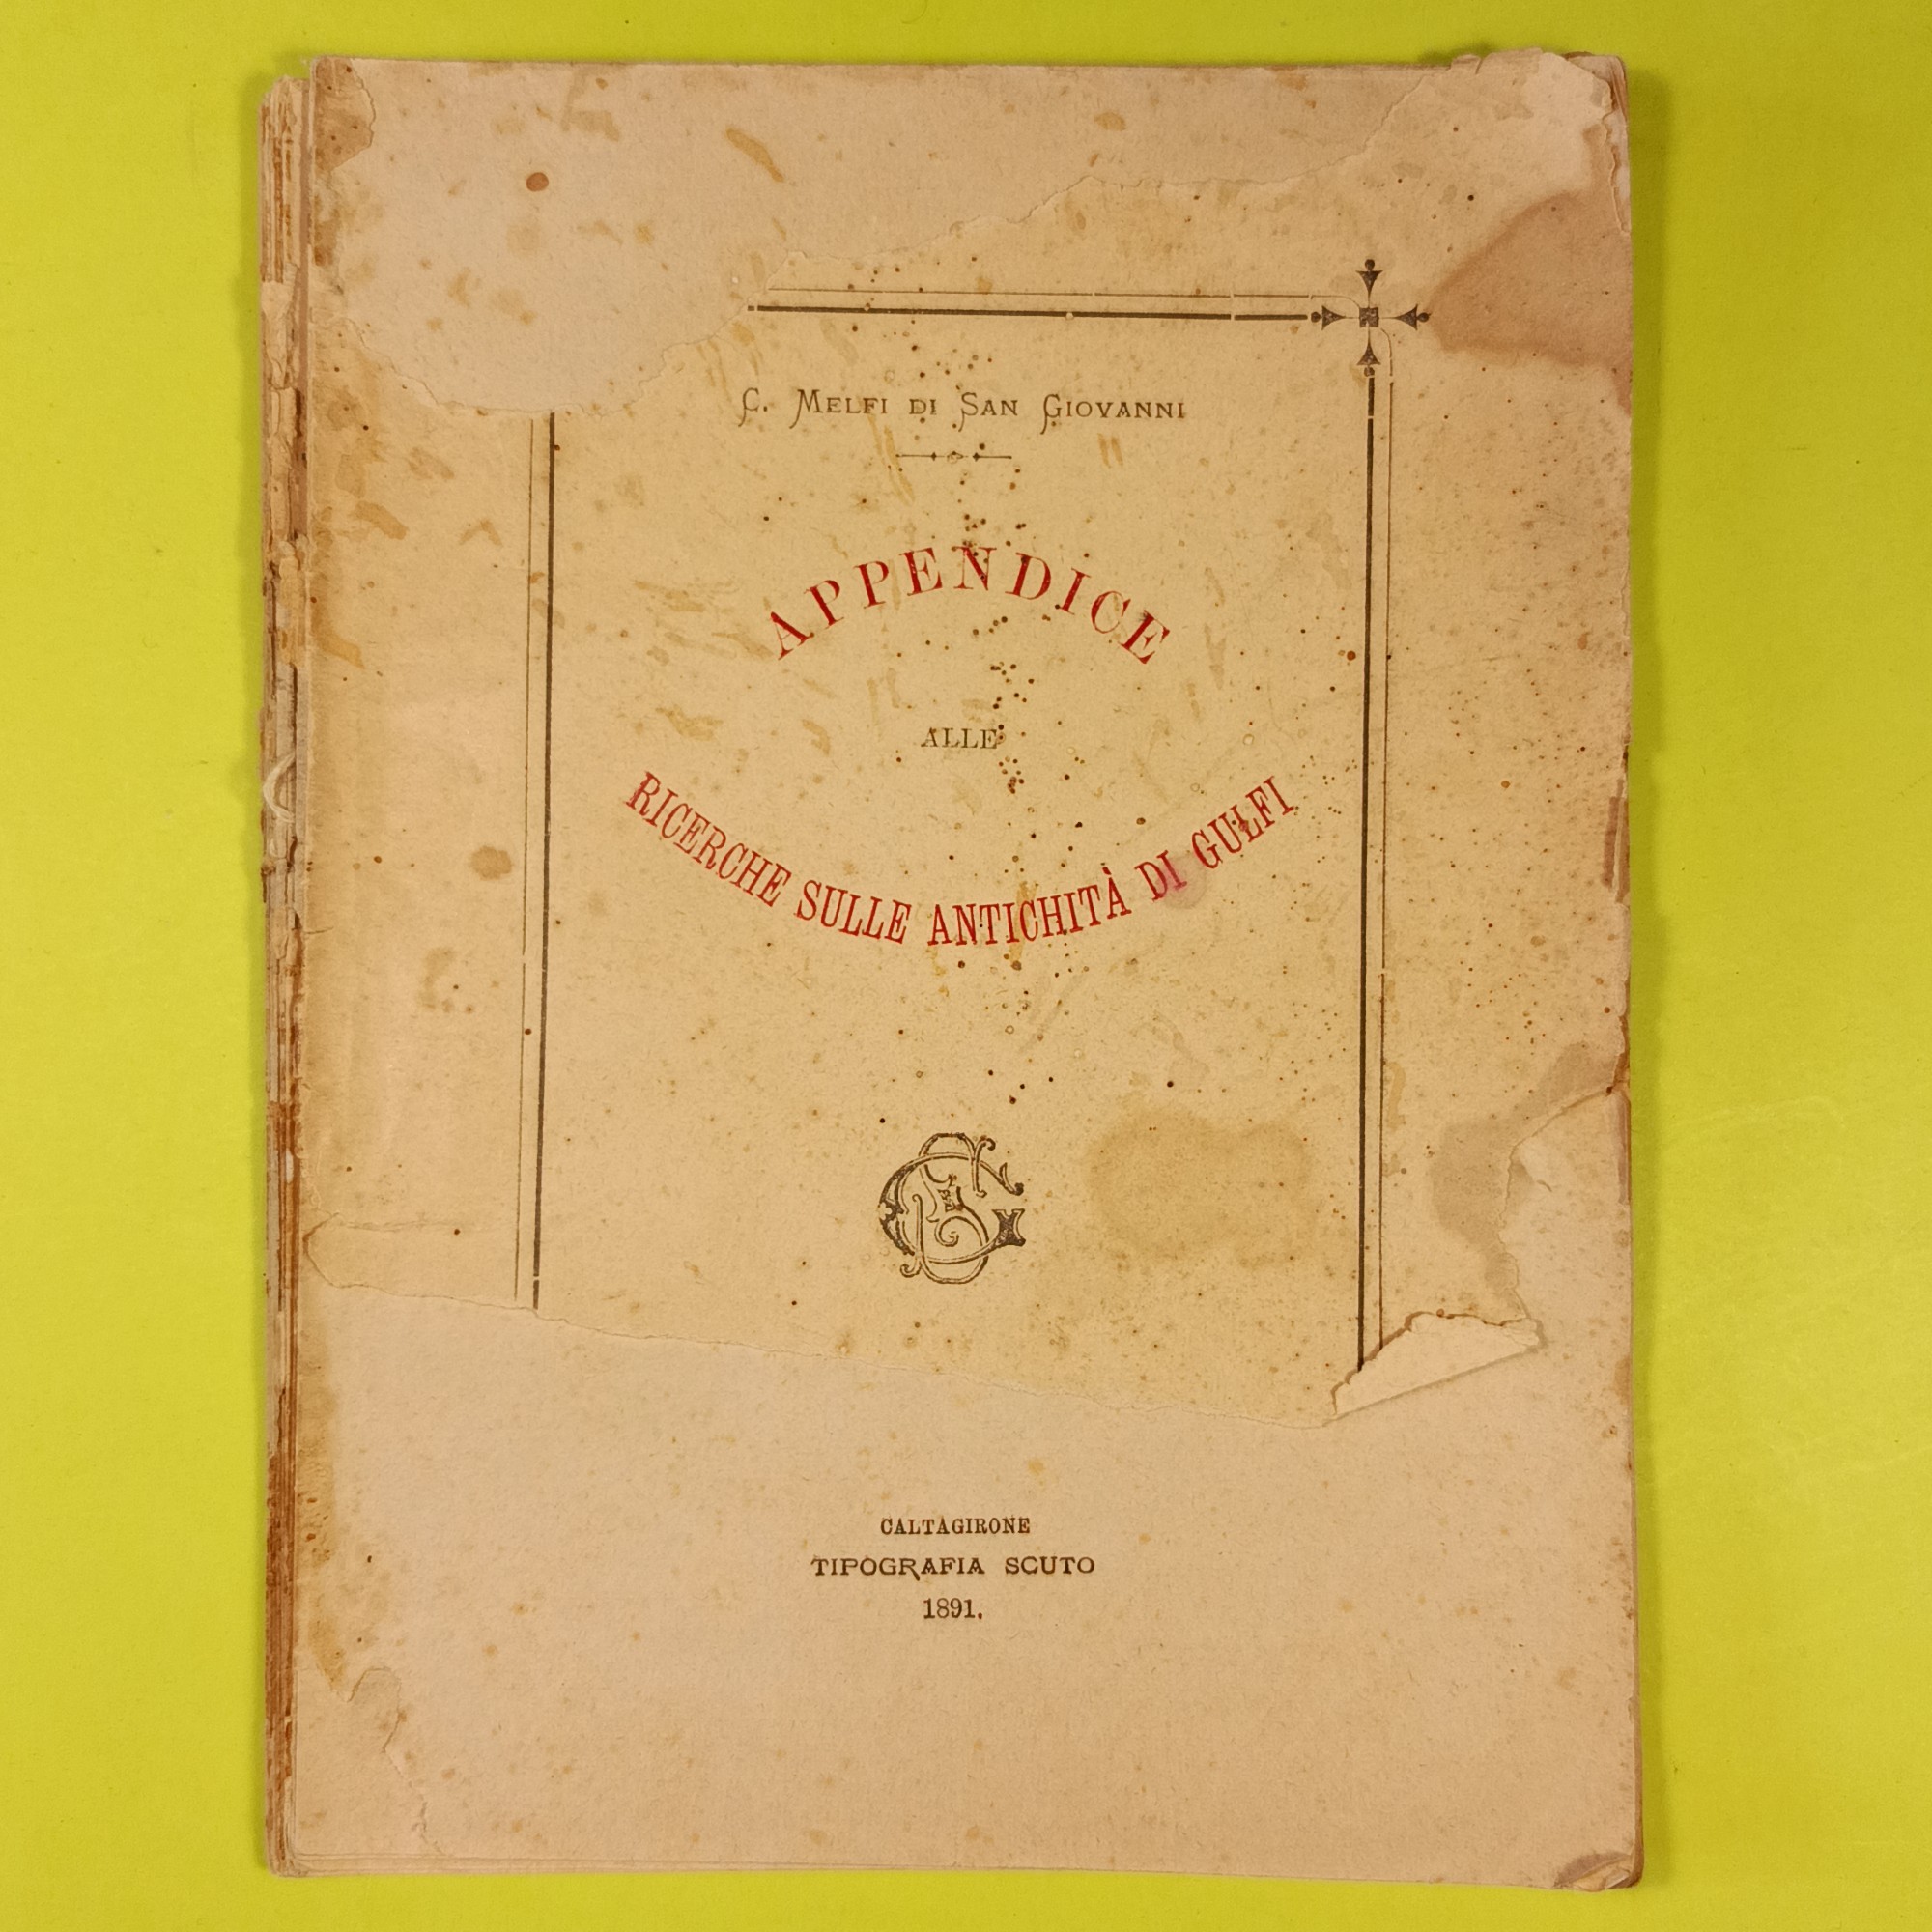 C. MELFI DI SAN GIOVANNI
APPENDICE
ALLE
RICERCHE SULLE ANTICHITÀ DI GULFI
CALTAGIRONE
TIPOGRAFIA SCUTO
1891.